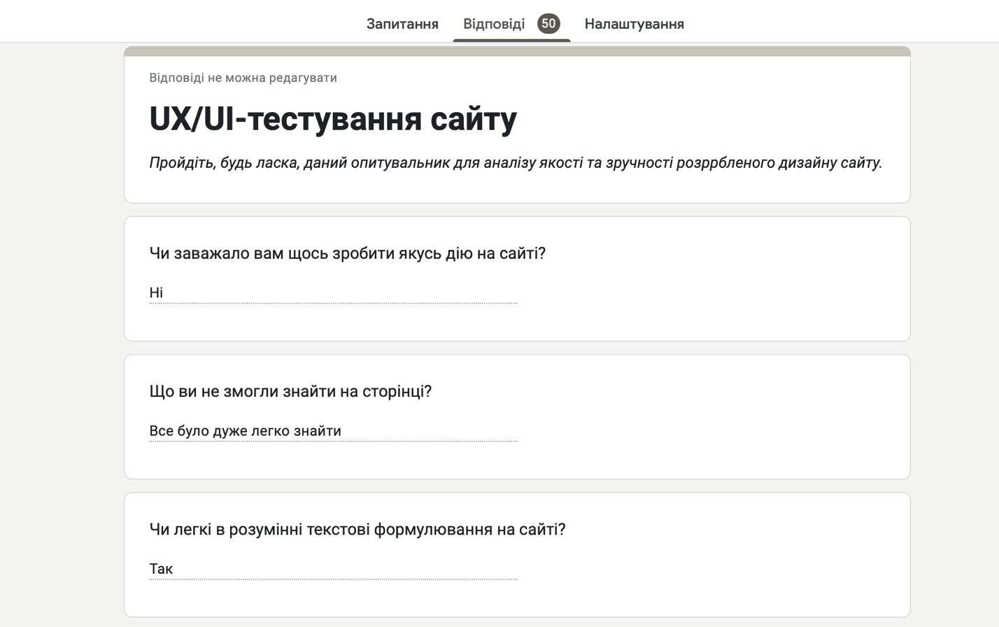 Запитання Відповіді 50 Налаштування
Відповіді не можна редагувати
UX/UI-тестування сайту
Пройдіть, будь ласка, даний опитувальник для аналізу якості та зручності розррбленого дизайну сайту.
Чи заважало вам щось зробити якусь дію на сайті?
Ні
Що ви не змогли знайти на сторінці?
Все було дуже легко знайти
Чи легкі в розумінні текстові формулювання на сайті?
Так